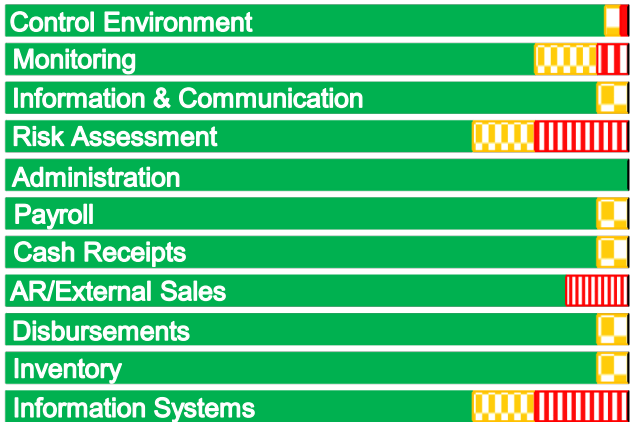 Control Environment
Monitoring
Information & Communication
Risk Assessment
Administration
Payroll
Cash Receipts
AR/External Sales
Disbursements
Inventory
Information Systems